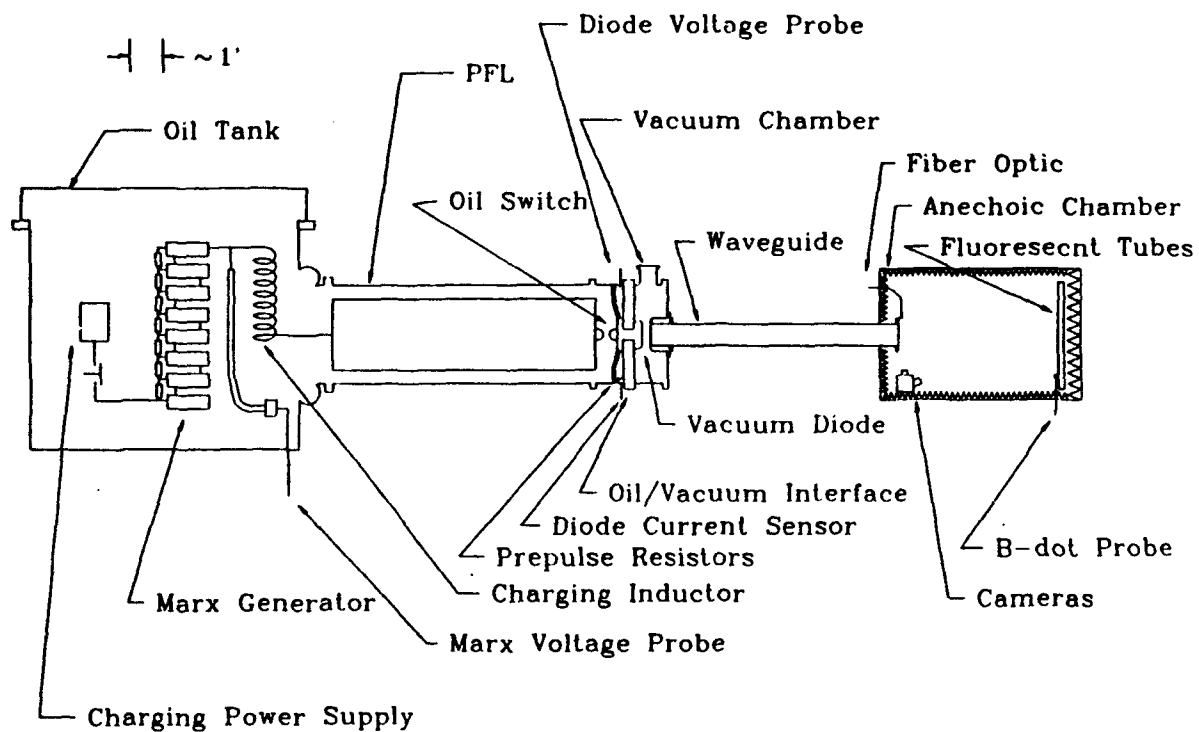 Diode Voltage Probe
~ 1'
PFL
Oil Tank
Vacuum Chamber
Fiber Optic
Oil Switch
Anechoic Chamber
Waveguide
Fluoresecnt Tubes
Vacuum Diode
Oil/Vacuum Interface
Diode Current Sensor
B-dot Probe
Prepulse Resistors
Charging Inductor
Cameras
Marx Generator
Marx Voltage Probe
Charging Power Supply